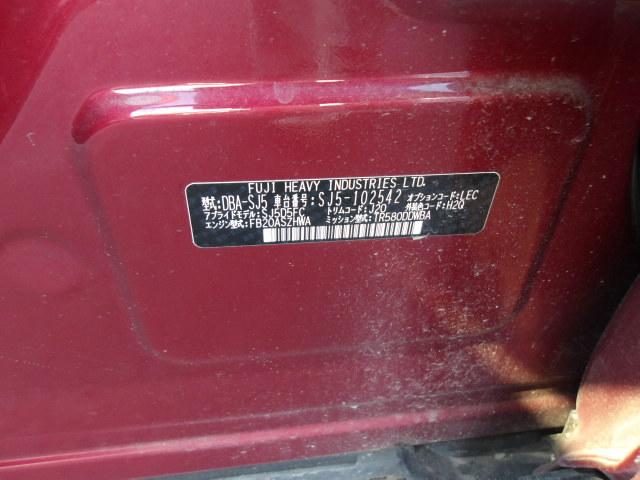 FUJI HEAVY INDUSTRIES LTD.
型式:DBA-SJ5 車台番号:SJ5-102542 オプションコード:LEC
アプライドモデル:SJ5D5FC トリムコード:J20 外装色コード:H2Q
エンジン型式:FB20ASZHWA ミッション型式:TR580DDWBA